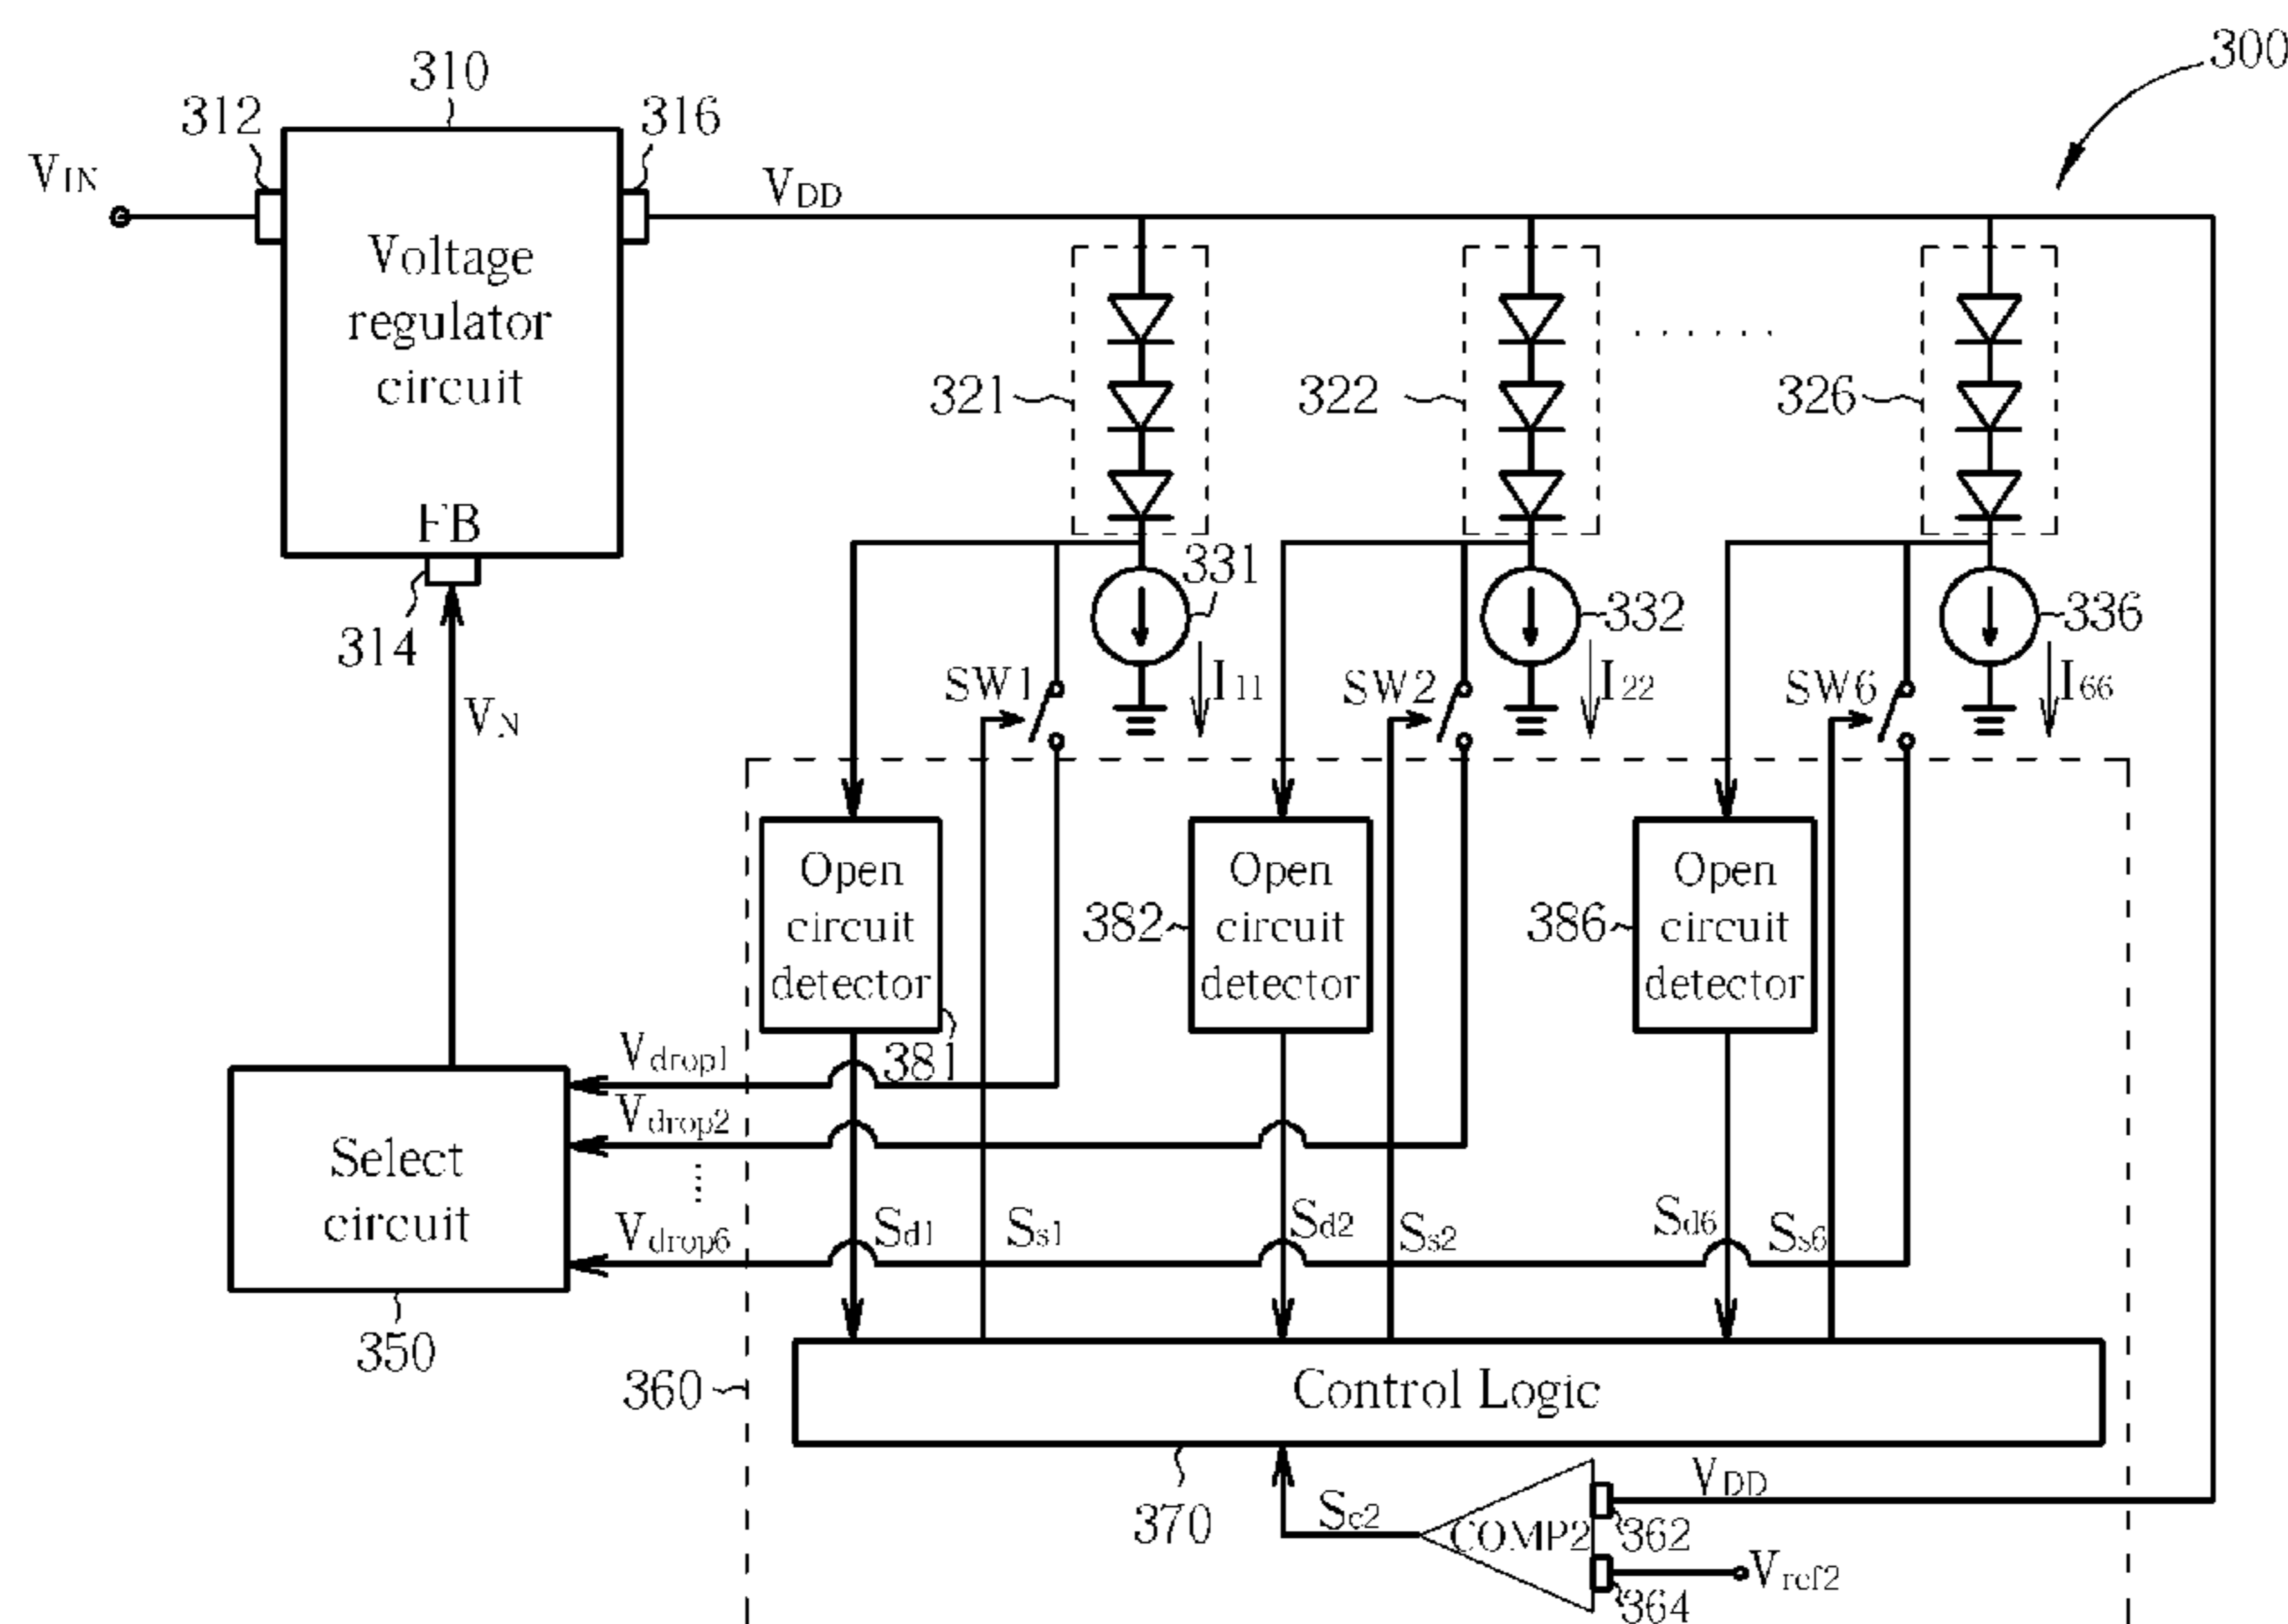 300
310
312
316
VIN
VDD
Voltage
regulator
circuit
321
322
......
326
FB
314
331
332
336
SW1
I11
SW2
I22
SW6
I66
VN
Open
circuit
detector
381
382
Open
circuit
detector
386
Open
circuit
detector
Vdrop1
Vdrop2
Vdrop6
Select
circuit
350
Sd1
Ss1
Sd2
Ss2
Sd6
Ss6
360
Control Logic
370
Sc2
COMP2
VDD
362
364
Vref2